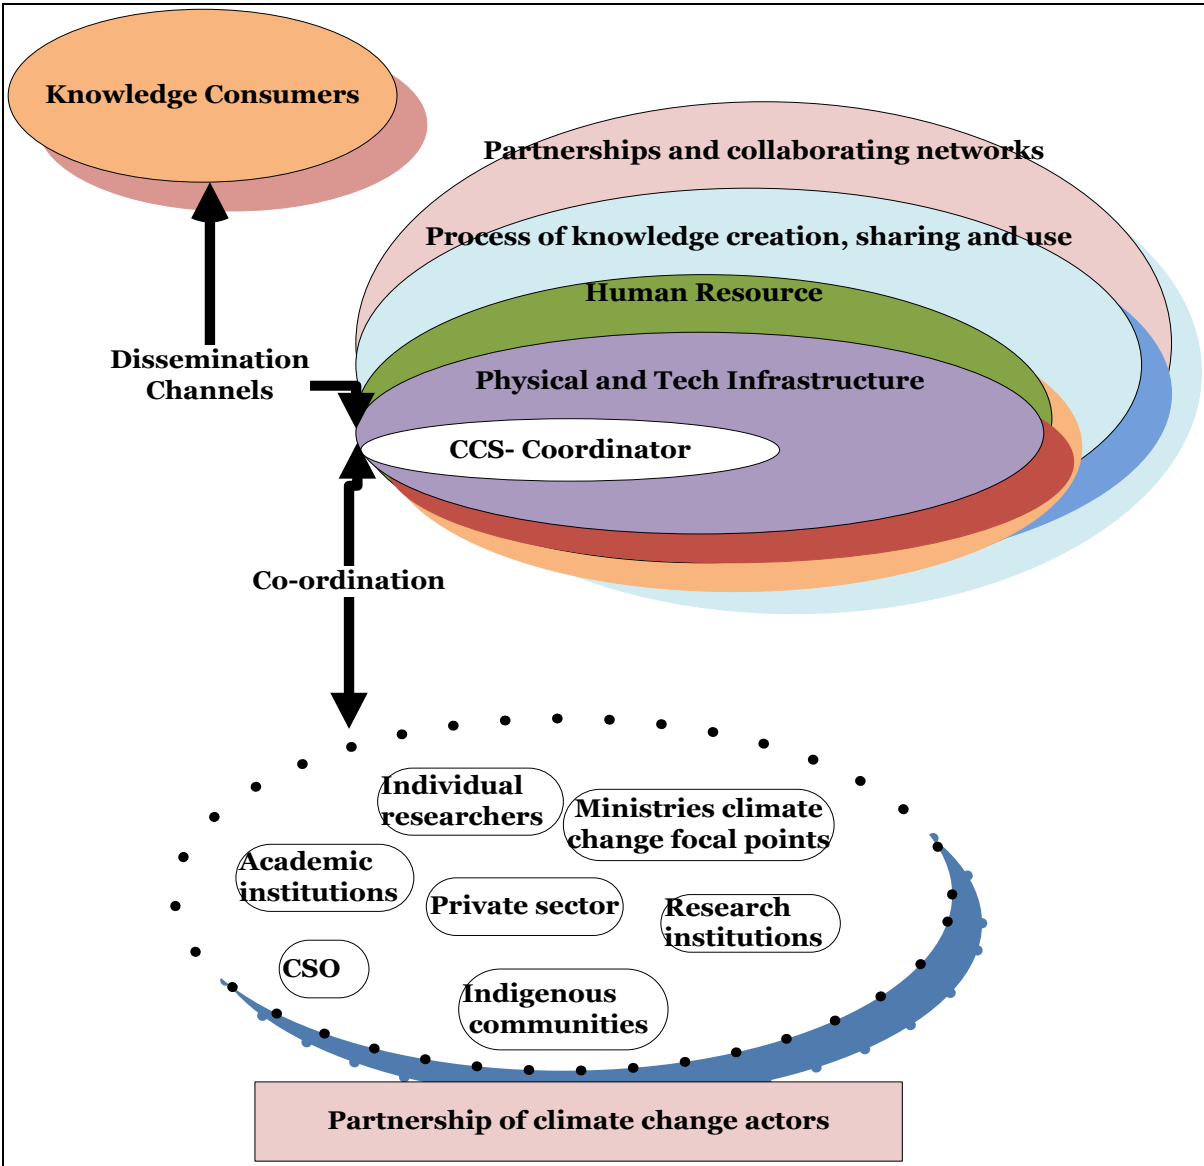 Knowledge Consumers
Partnerships and collaborating networks
Process of knowledge creation, sharing and use
Human Resource
Physical and Tech Infrastructure
CCS- Coordinator
Dissemination
Channels
Co-ordination
Individual
researchers
Ministries climate
change focal points
Academic
institutions
Private sector
Research
institutions
CSO
Indigenous
communities
Partnership of climate change actors